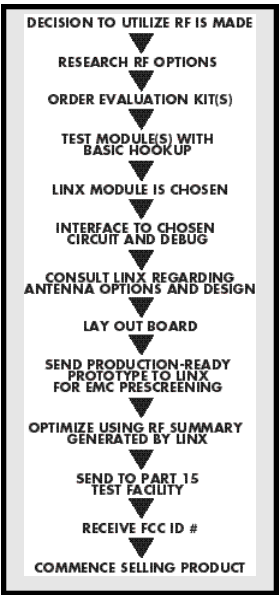 DECISION TO UTILIZE RF IS MADE
RESEARCH RF OPTIONS
ORDER EVALUATION KIT(S)
TEST MODULE(S) WITH
BASIC HOOKUP
LINX MODULE IS CHOSEN
INTERFACE TO CHOSEN
CIRCUIT AND DEBUG
CONSULT LINX REGARDING
ANTENNA OPTIONS AND DESIGN
LAY OUT BOARD
SEND PRODUCTION-READY
PROTOTYPE TO LINX
FOR EMC PRESCREENING
OPTIMIZE USING RF SUMMARY
GENERATED BY LINX
SEND TO PART 15
TEST FACILITY
RECEIVE FCC ID #
COMMENCE SELLING PRODUCT